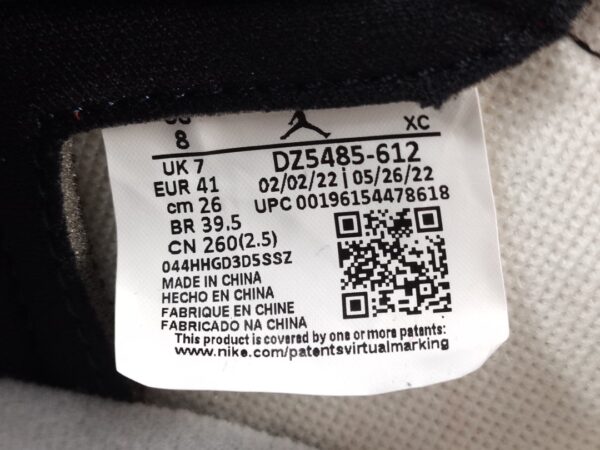 8
XC
UK 7
DZ5485-612
EUR 41
02/02/22 | 05/26/22
cm 26
UPC 00196154478618
BR 39.5
CN 260(2.5)
044HHGD3D5SSZ
MADE IN CHINA
HECHO EN CHINA
FABRIQUE EN CHINE
FABRICADO NA CHINA
This product is covered by one or more patents:
www.nike.com/patentsvirtualmarking